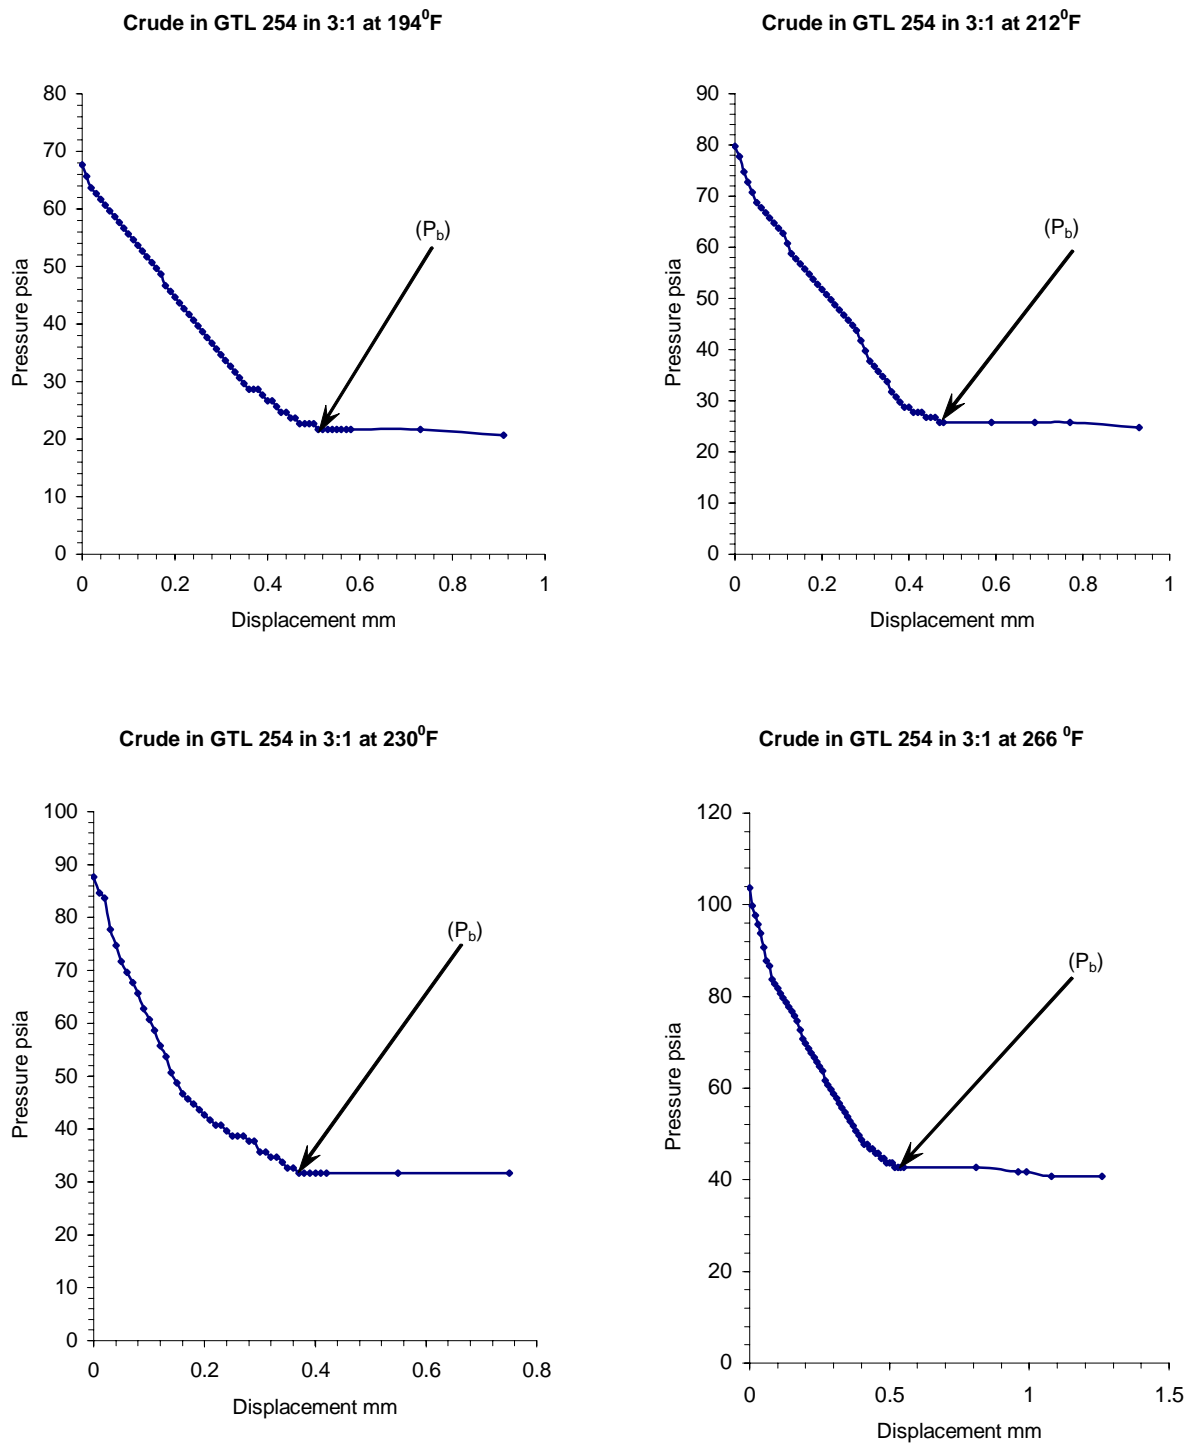 Crude in GTL 254 in 3:1 at 194⁰F
80
70
60
50
40
30
20
10
0
Pressure psia
(P_b)
0 0.2 0.4 0.6 0.8 1
Displacement mm
Crude in GTL 254 in 3:1 at 212⁰F
90
80
70
60
50
40
30
20
10
0
Pressure psia
(P_b)
0 0.2 0.4 0.6 0.8 1
Displacement mm
Crude in GTL 254 in 3:1 at 230⁰F
100
90
80
70
60
50
40
30
20
10
0
Pressure psia
(P_b)
0 0.2 0.4 0.6 0.8
Displacement mm
Crude in GTL 254 in 3:1 at 266 ⁰F
120
100
80
60
40
20
0
Pressure psia
(P_b)
0 0.5 1 1.5
Displacement mm